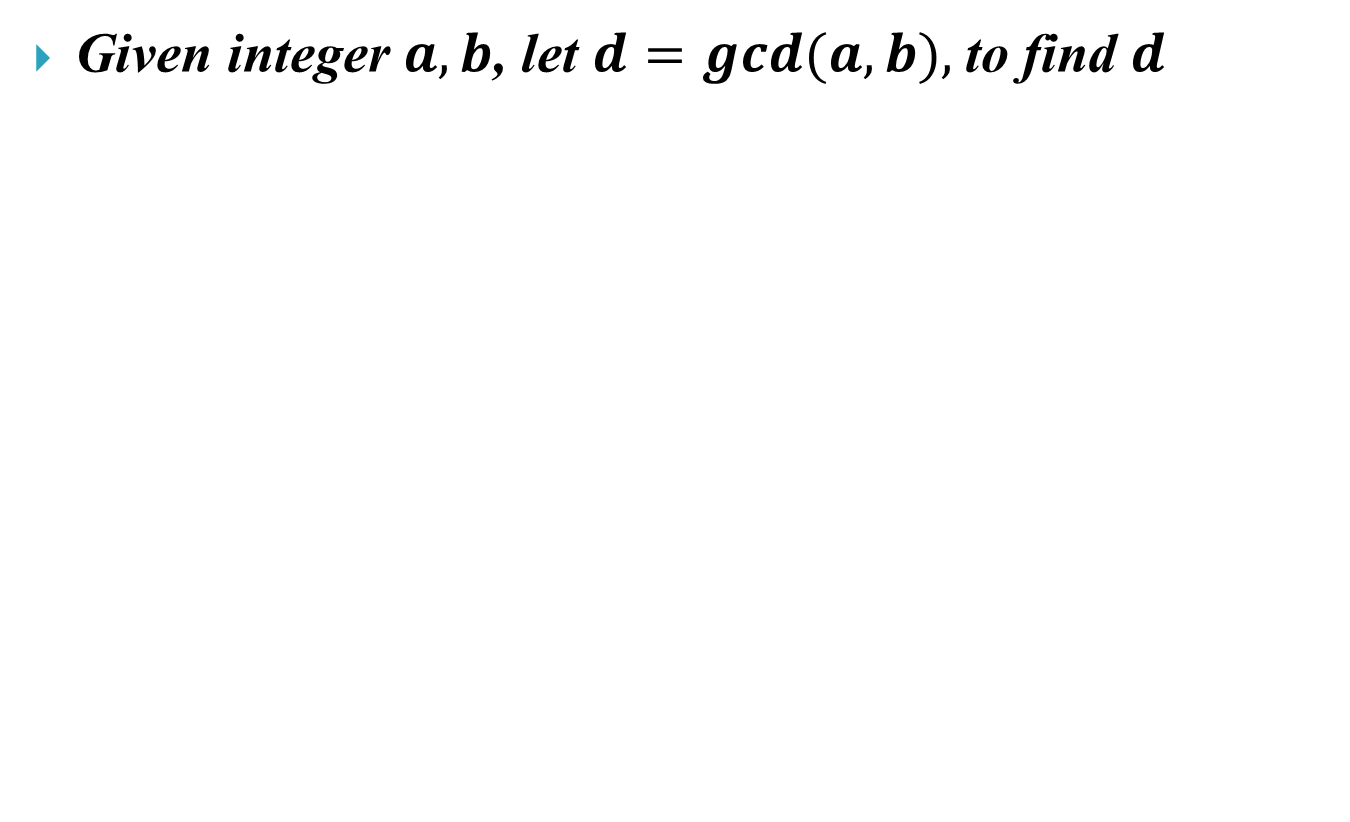 Given integer a, b, let d = gcd(a, b), to find d